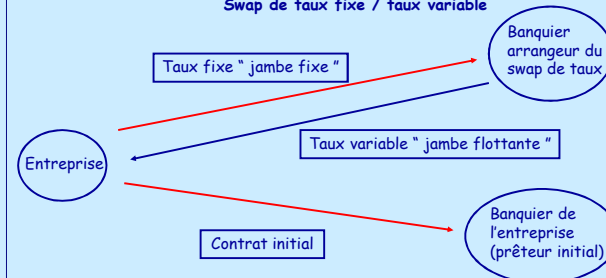 Swap de taux fixe / taux variable
Banquier
arrangeur du
swap de taux
Taux fixe “ jambe fixe ”
Taux variable “ jambe flottante ”
Entreprise
Banquier de
l’entreprise
(prêteur initial)
Contrat initial